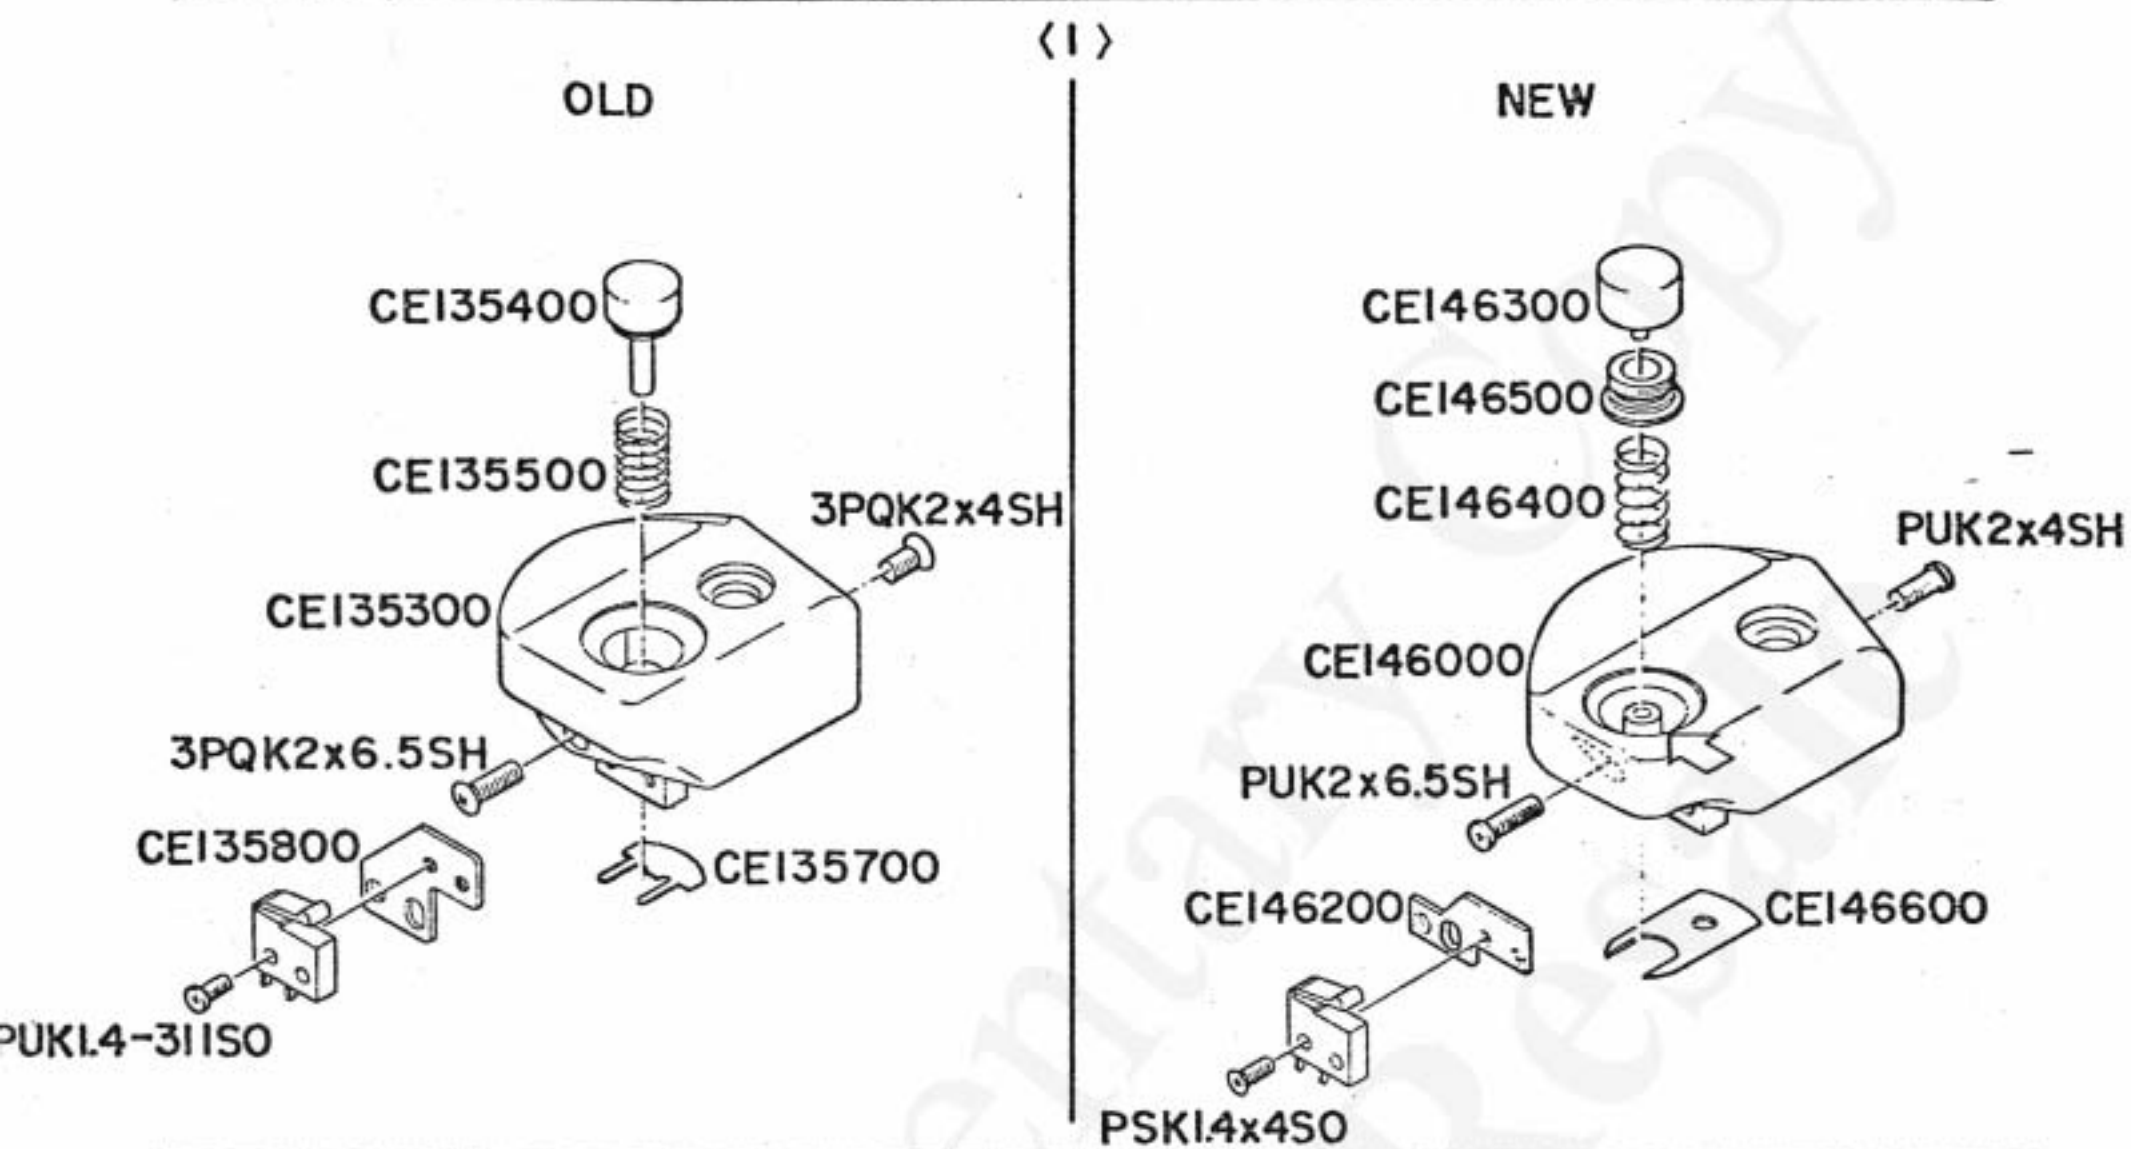 〈1〉
OLD
CE135400
CE135500
3PQK2x4SH
CE135300
3PQK2x6.5SH
CE135800
CE135700
PUK1.4-311SO
NEW
CE146300
CE146500
CE146400
PUK2x4SH
CE146000
PUK2x6.5SH
CE146200
CE146600
PSK1.4x4SO
Copy